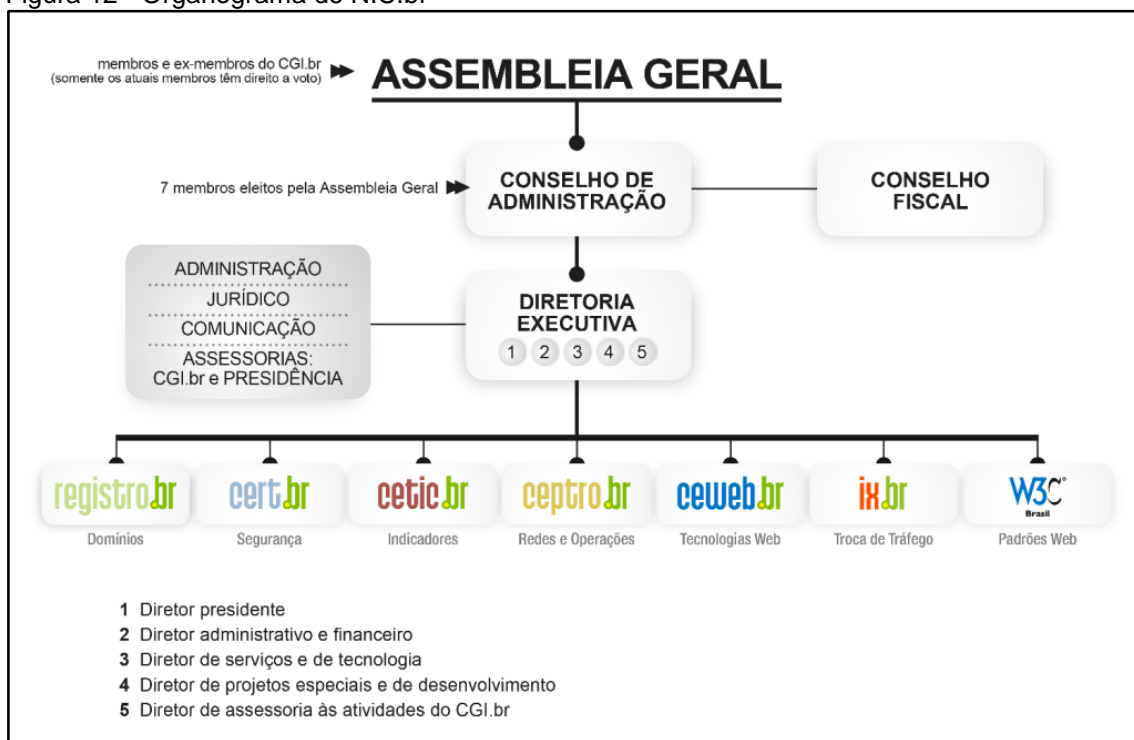 Figura 12 - Organograma do NIC.br
membros e ex-membros do CGI.br
(somente os atuais membros têm direito a voto)
ASSEMBLEIA GERAL
7 membros eleitos pela Assembleia Geral
CONSELHO DE
ADMINISTRAÇÃO
CONSELHO
FISCAL
ADMINISTRAÇÃO
JURÍDICO
COMUNICAÇÃO
ASSESSORIAS:
CGI.br e PRESIDÊNCIA
DIRETORIA
EXECUTIVA
1 2 3 4 5
registro.br
Domínios
cert.br
Segurança
cetic.br
Indicadores
ceptro.br
Redes e Operações
ceweb.br
Tecnologias Web
ix.br
Troca de Tráfego
W3C®
Brasil
Padrões Web
1 Diretor presidente
2 Diretor administrativo e financeiro
3 Diretor de serviços e de tecnologia
4 Diretor de projetos especiais e de desenvolvimento
5 Diretor de assessoria às atividades do CGI.br